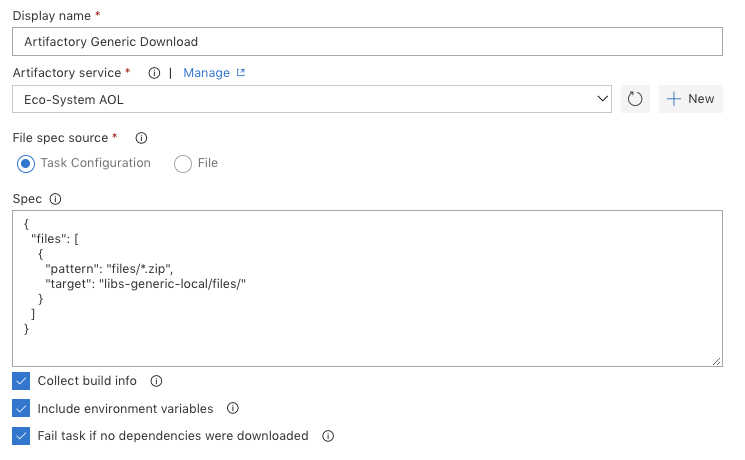 Display name *
Artifactory Generic Download
Artifactory service * | Manage
Eco-System AOL
New
File spec source *
Task Configuration File
Spec
{
"files": [
{
"pattern": "files/*.zip",
"target": "libs-generic-local/files/"
}
]
}
Collect build info
Include environment variables
Fail task if no dependencies were downloaded